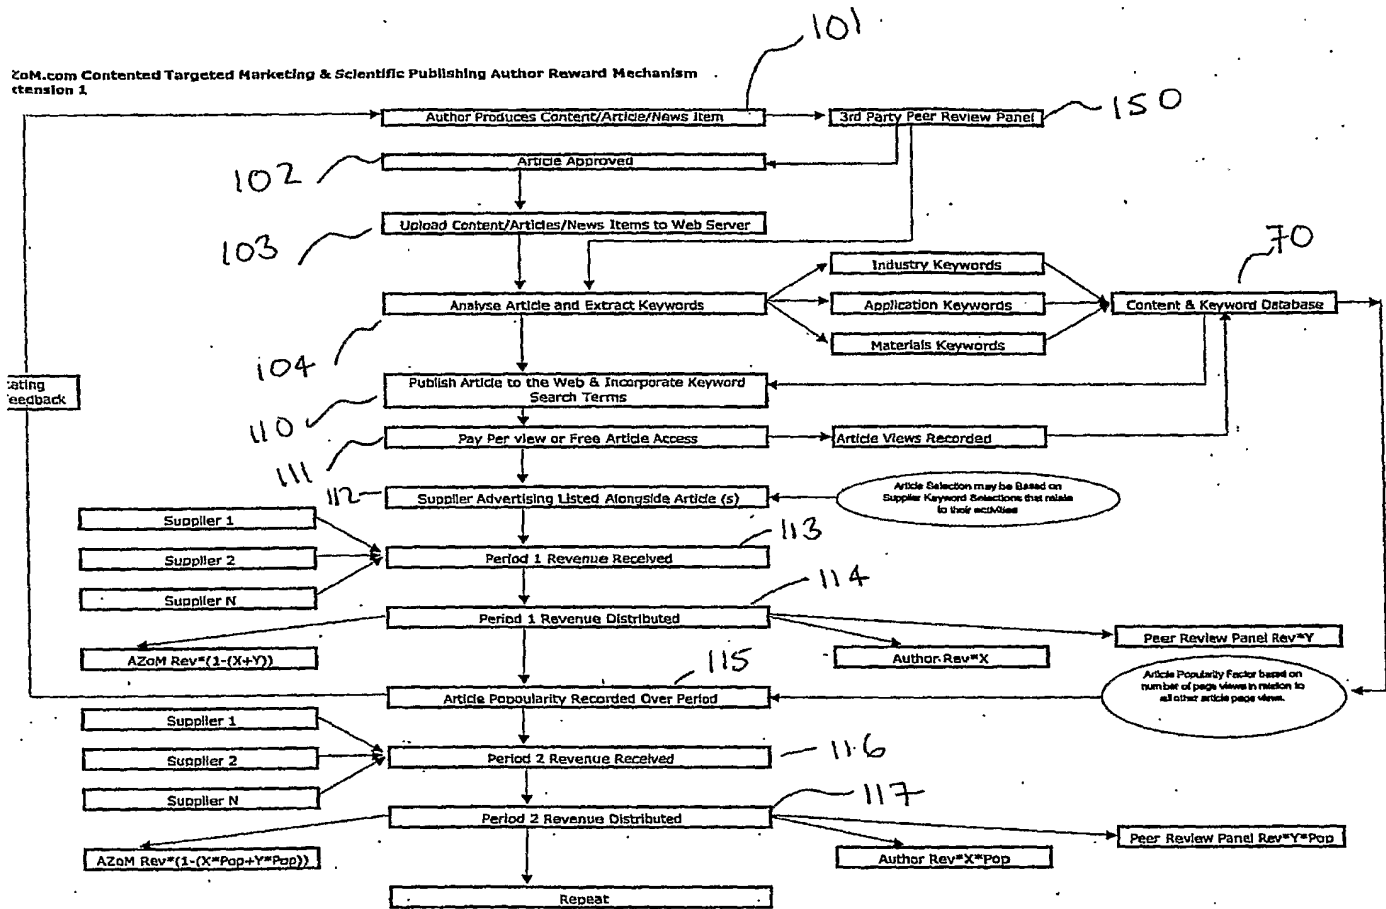 101
ZoM.com Contented Targeted Marketing & Scientific Publishing Author Reward Mechanism
ctension 1
Author Produces Content/Article/News Item
3rd Party Peer Review Panel
150
102
Article Approved
103
Upload Content/Articles/News Items to Web Server
70
Industry Keywords
Analyse Article and Extract Keywords
Application Keywords
Content & Keyword Database
Materials Keywords
104
ating
eedback
Publish Article to the Web & Incorporate Keyword
Search Terms
110
Pay Per view or Free Article Access
Article Views Recorded
111
112
Supplier Advertising Listed Alongside Article (s)
Article Selection may be Based on
Supplier Keyword Selections that relate
to their activities
Supplier 1
113
Supplier 2
Period 1 Revenue Received
Supplier N
114
Period 1 Revenue Distributed
Peer Review Panel Rev*Y
AZoM Rev*(1-(X+Y))
Author Rev*X
115
Article Popoularity Recorded Over Period
Article Popularity Factor based on
number of page views in relation to
all other article page views.
Supplier 1
Supplier 2
Period 2 Revenue Received
116
Supplier N
117
Period 2 Revenue Distributed
Peer Review Panel Rev*Y*Pop
AZoM Rev*(1-(X*Pop+Y*Pop))
Author Rev*X*Pop
Repeat